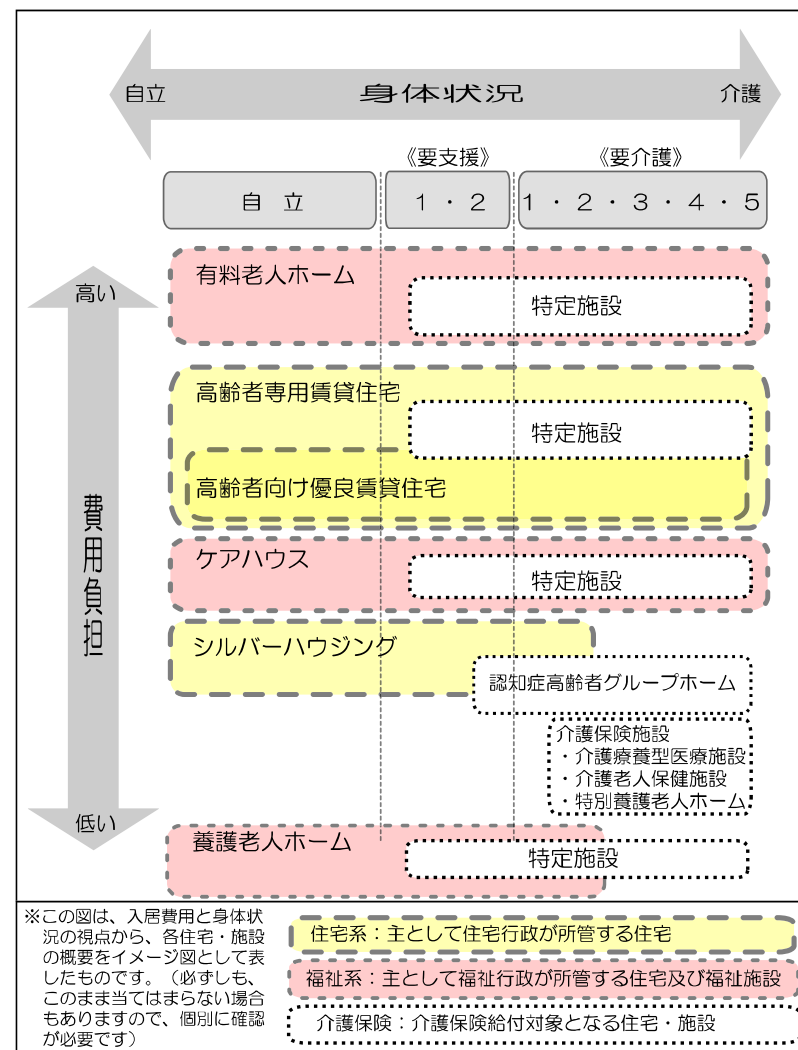 自立
身体状況
介護
《要支援》
《要介護》
自 立
1 ・ 2
1 ・ 2 ・ 3 ・ 4 ・ 5
高い
費用負担
低い
有料老人ホーム
特定施設
高齢者専用賃貸住宅
特定施設
高齢者向け優良賃貸住宅
ケアハウス
特定施設
シルバーハウジング
認知症高齢者グループホーム
介護保険施設
・介護療養型医療施設
・介護老人保健施設
・特別養護老人ホーム
養護老人ホーム
特定施設
※この図は、入居費用と身体状
況の視点から、各住宅・施設
の概要をイメージ図として表
したものです。（必ずしも、
このまま当てはまらない場合
もありますので、個別に確認
が必要です）
住宅系：主として住宅行政が所管する住宅
福祉系：主として福祉行政が所管する住宅及び福祉施設
介護保険：介護保険給付対象となる住宅・施設